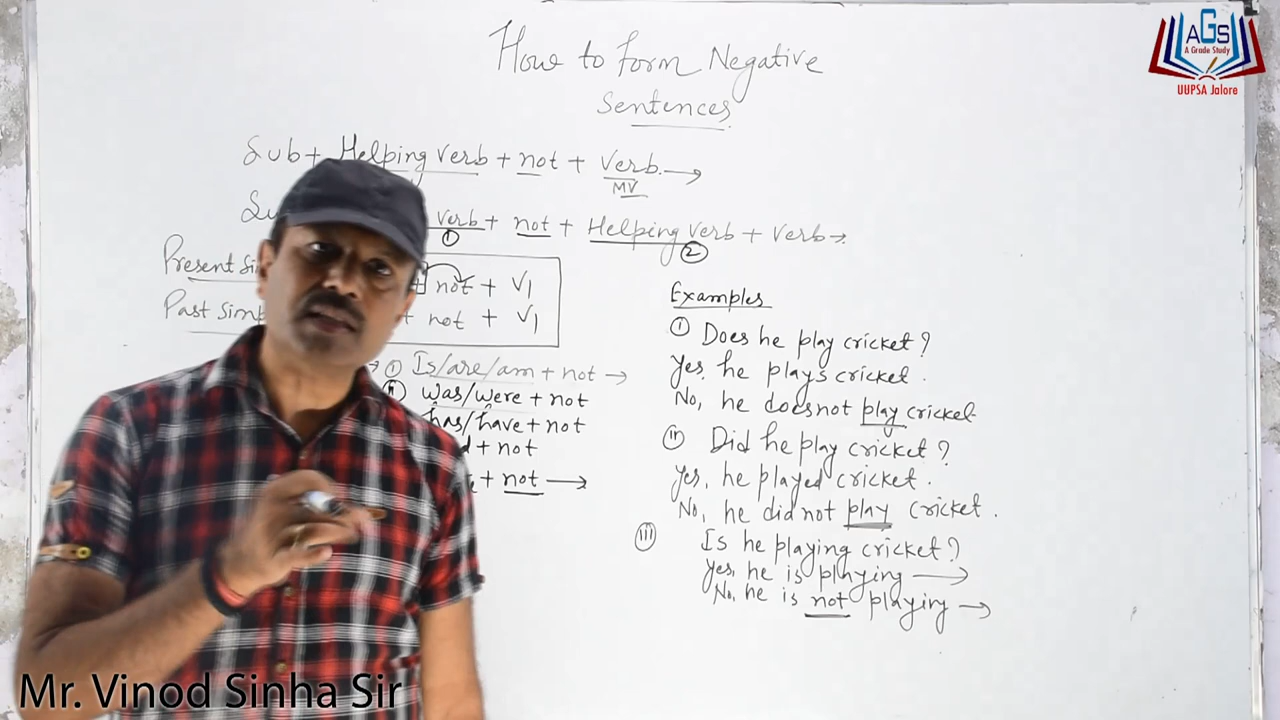 How to form Negative
Sentences
Sub + Helping verb + not + verb →
MV
verb + not + Helping verb + verb →
① ②
Present + not + V1
Past + not + V1
① Is/are/am + not →
was/were + not
has/have + not
+ not
+ not →
Examples
① Does he play cricket?
Yes, he plays cricket.
No, he doesnot play cricket
ii Did he play cricket?
Yes, he played cricket.
No, he did not play cricket.
iii Is he playing cricket?
Yes, he is playing →
No, he is not playing →
AGS
A Grade Study
UUPSA Jalore
Mr. Vinod Sinha Sir